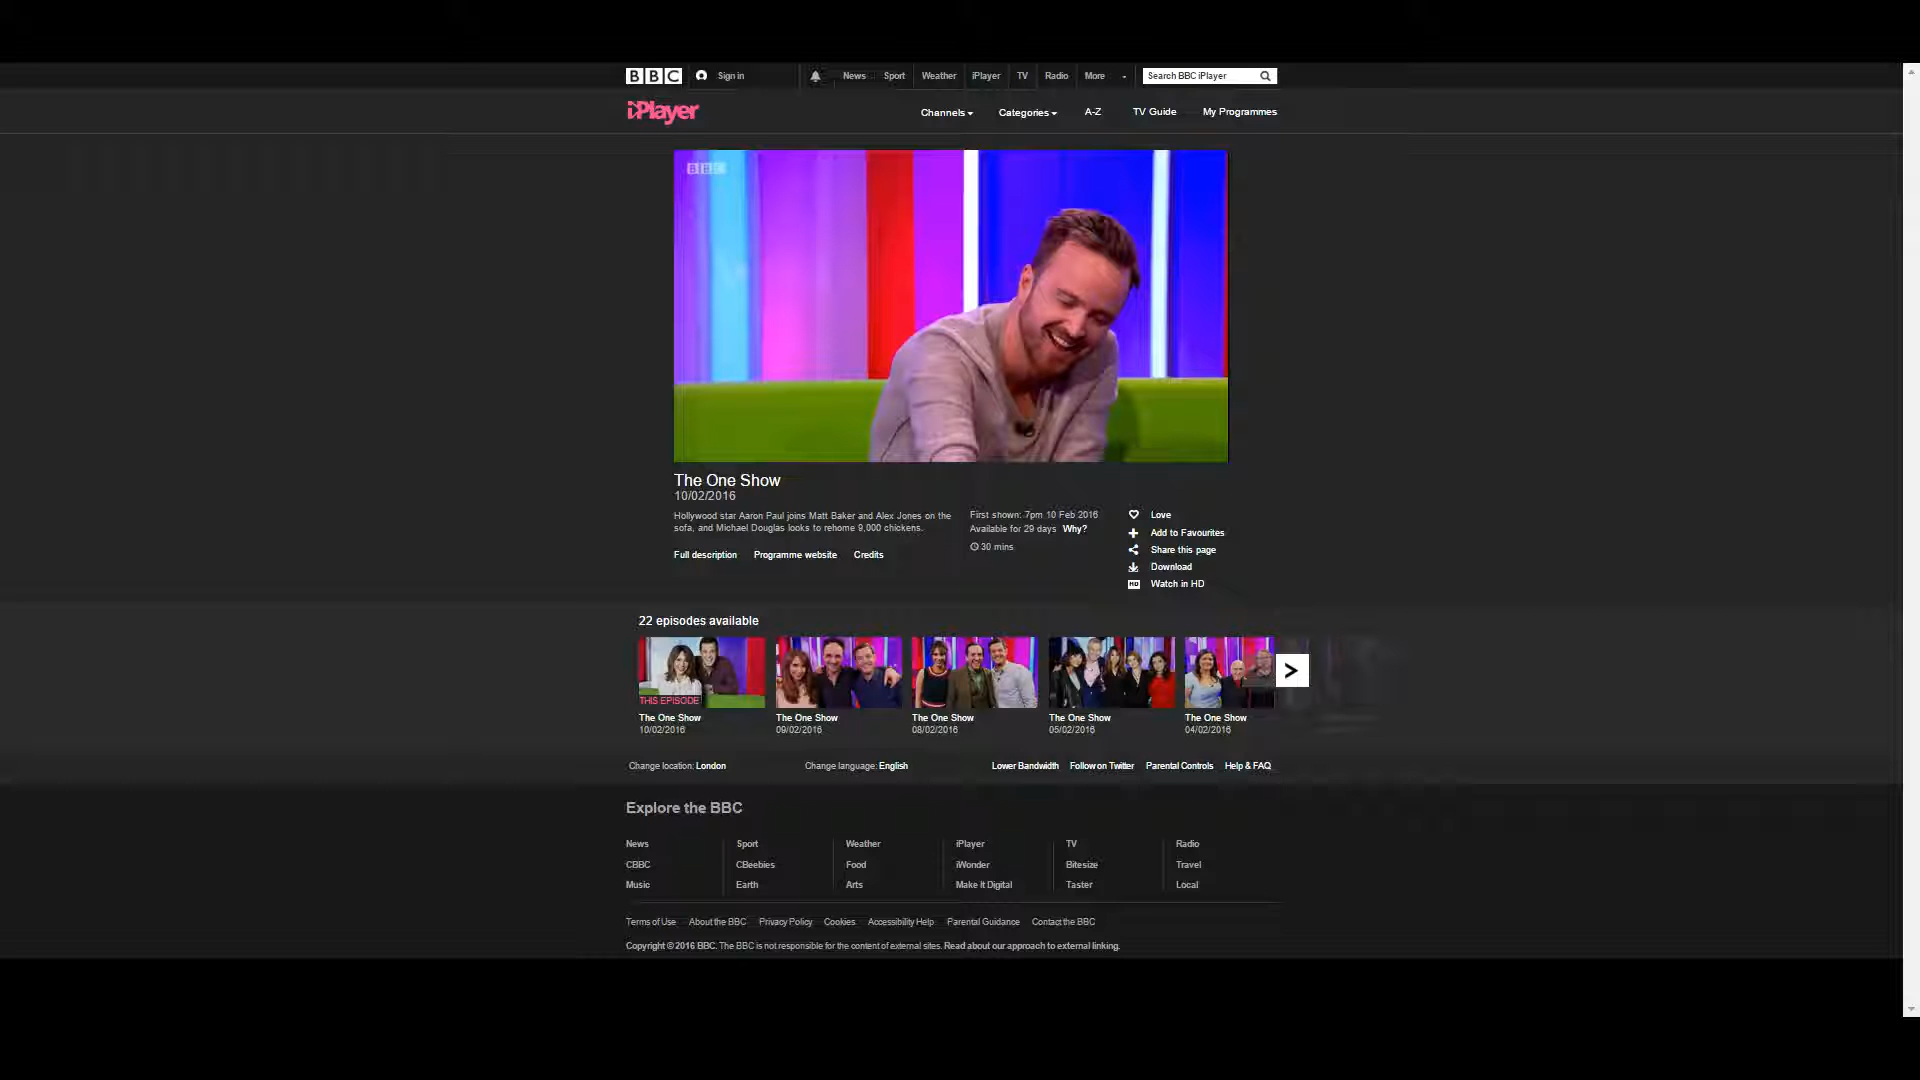 BBC Sign in News Sport Weather iPlayer TV Radio More Search BBC iPlayer
iPlayer Channels Categories A-Z TV Guide My Programmes
BBC
The One Show
10/02/2016
Hollywood star Aaron Paul joins Matt Baker and Alex Jones on the
sofa, and Michael Douglas looks to rehome 9,000 chickens.
Full description Programme website Credits
First shown: 7pm 10 Feb 2016
Available for 29 days Why?
30 mins
Love
Add to Favourites
Share this page
Download
HD Watch in HD
22 episodes available
THIS EPISODE
The One Show The One Show The One Show The One Show The One Show
10/02/2016 09/02/2016 08/02/2016 05/02/2016 04/02/2016
Change location: London Change language: English Lower Bandwidth Follow on Twitter Parental Controls Help & FAQ
Explore the BBC
News Sport Weather iPlayer TV Radio
CBBC CBeebies Food iWonder Bitesize Travel
Music Earth Arts Make It Digital Taster Local
Terms of Use About the BBC Privacy Policy Cookies Accessibility Help Parental Guidance Contact the BBC
Copyright © 2016 BBC. The BBC is not responsible for the content of external sites. Read about our approach to external linking.